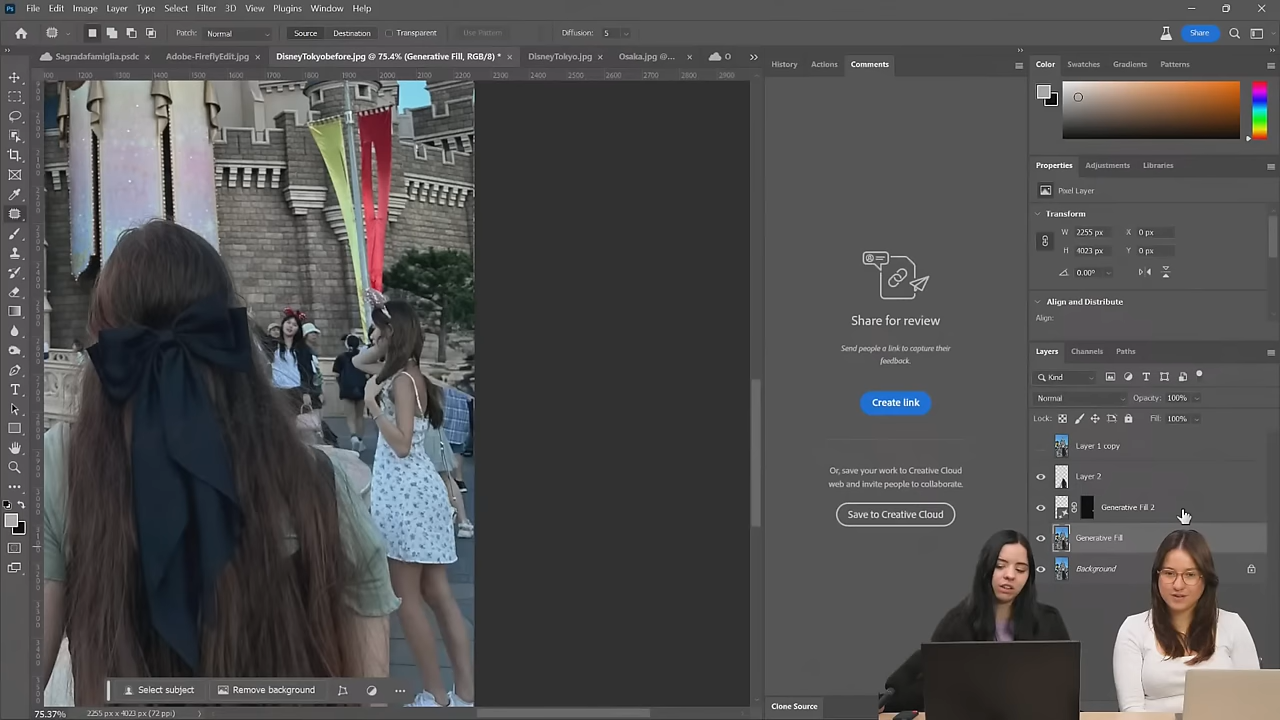 Ps File Edit Image Layer Type Select Filter 3D View Plugins Window Help
Patch: Normal Source Destination Transparent Use Pattern Diffusion: 5 Share
Sagradafamiglia.psdc × Adobe-FireflyEdit.jpg × DisneyTokyobefore.jpg @ 75.4% (Generative Fill, RGB/8) * × DisneyTokyo.jpg × Osaka.jpg @... × O
History Actions Comments
Share for review
Send people a link to capture their
feedback.
Create link
Or, save your work to Creative Cloud
web and invite people to collaborate.
Save to Creative Cloud
Clone Source
Color Swatches Gradients Patterns
Properties Adjustments Libraries
Pixel Layer
Transform
W 2255 px X 0 px
H 4023 px Y 0 px
0.00°
Align and Distribute
Align:
Layers Channels Paths
Kind
Normal Opacity: 100%
Lock: Fill: 100%
Layer 1 copy
Layer 2
Generative Fill 2
Generative Fill
Background
Select subject Remove background ...
75.37% 2255 px x 4023 px (72 ppi)